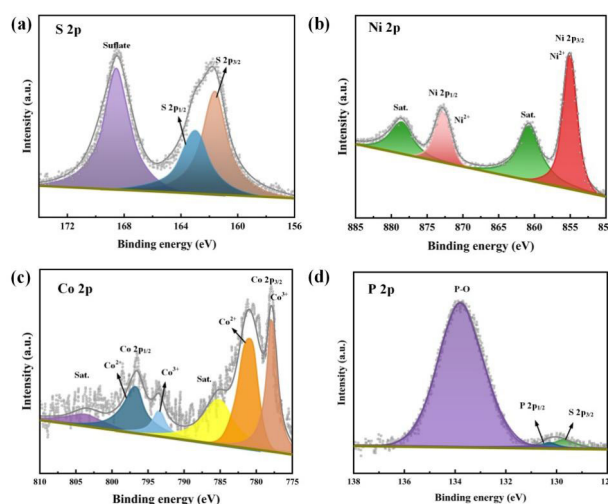 (a) S 2p
Sulfate
S 2p3/2
S 2p1/2
Intensity (a.u.)
172 168 164 160 156
Binding energy (eV)
(b) Ni 2p
Ni 2p3/2
Ni2+
Ni 2p1/2
Ni2+
Sat.
Sat.
Intensity (a.u.)
885 880 875 870 865 860 855 85
Binding energy (eV)
(c) Co 2p
Co 2p3/2
Co3+
Co2+
Co 2p1/2
Co2+
Co3+
Sat.
Sat.
Intensity (a.u.)
810 805 800 795 790 785 780 775
Binding energy (eV)
(d) P 2p
P-O
P 2p1/2
S 2p3/2
Intensity (a.u.)
138 136 134 132 130 12
Binding energy (eV)